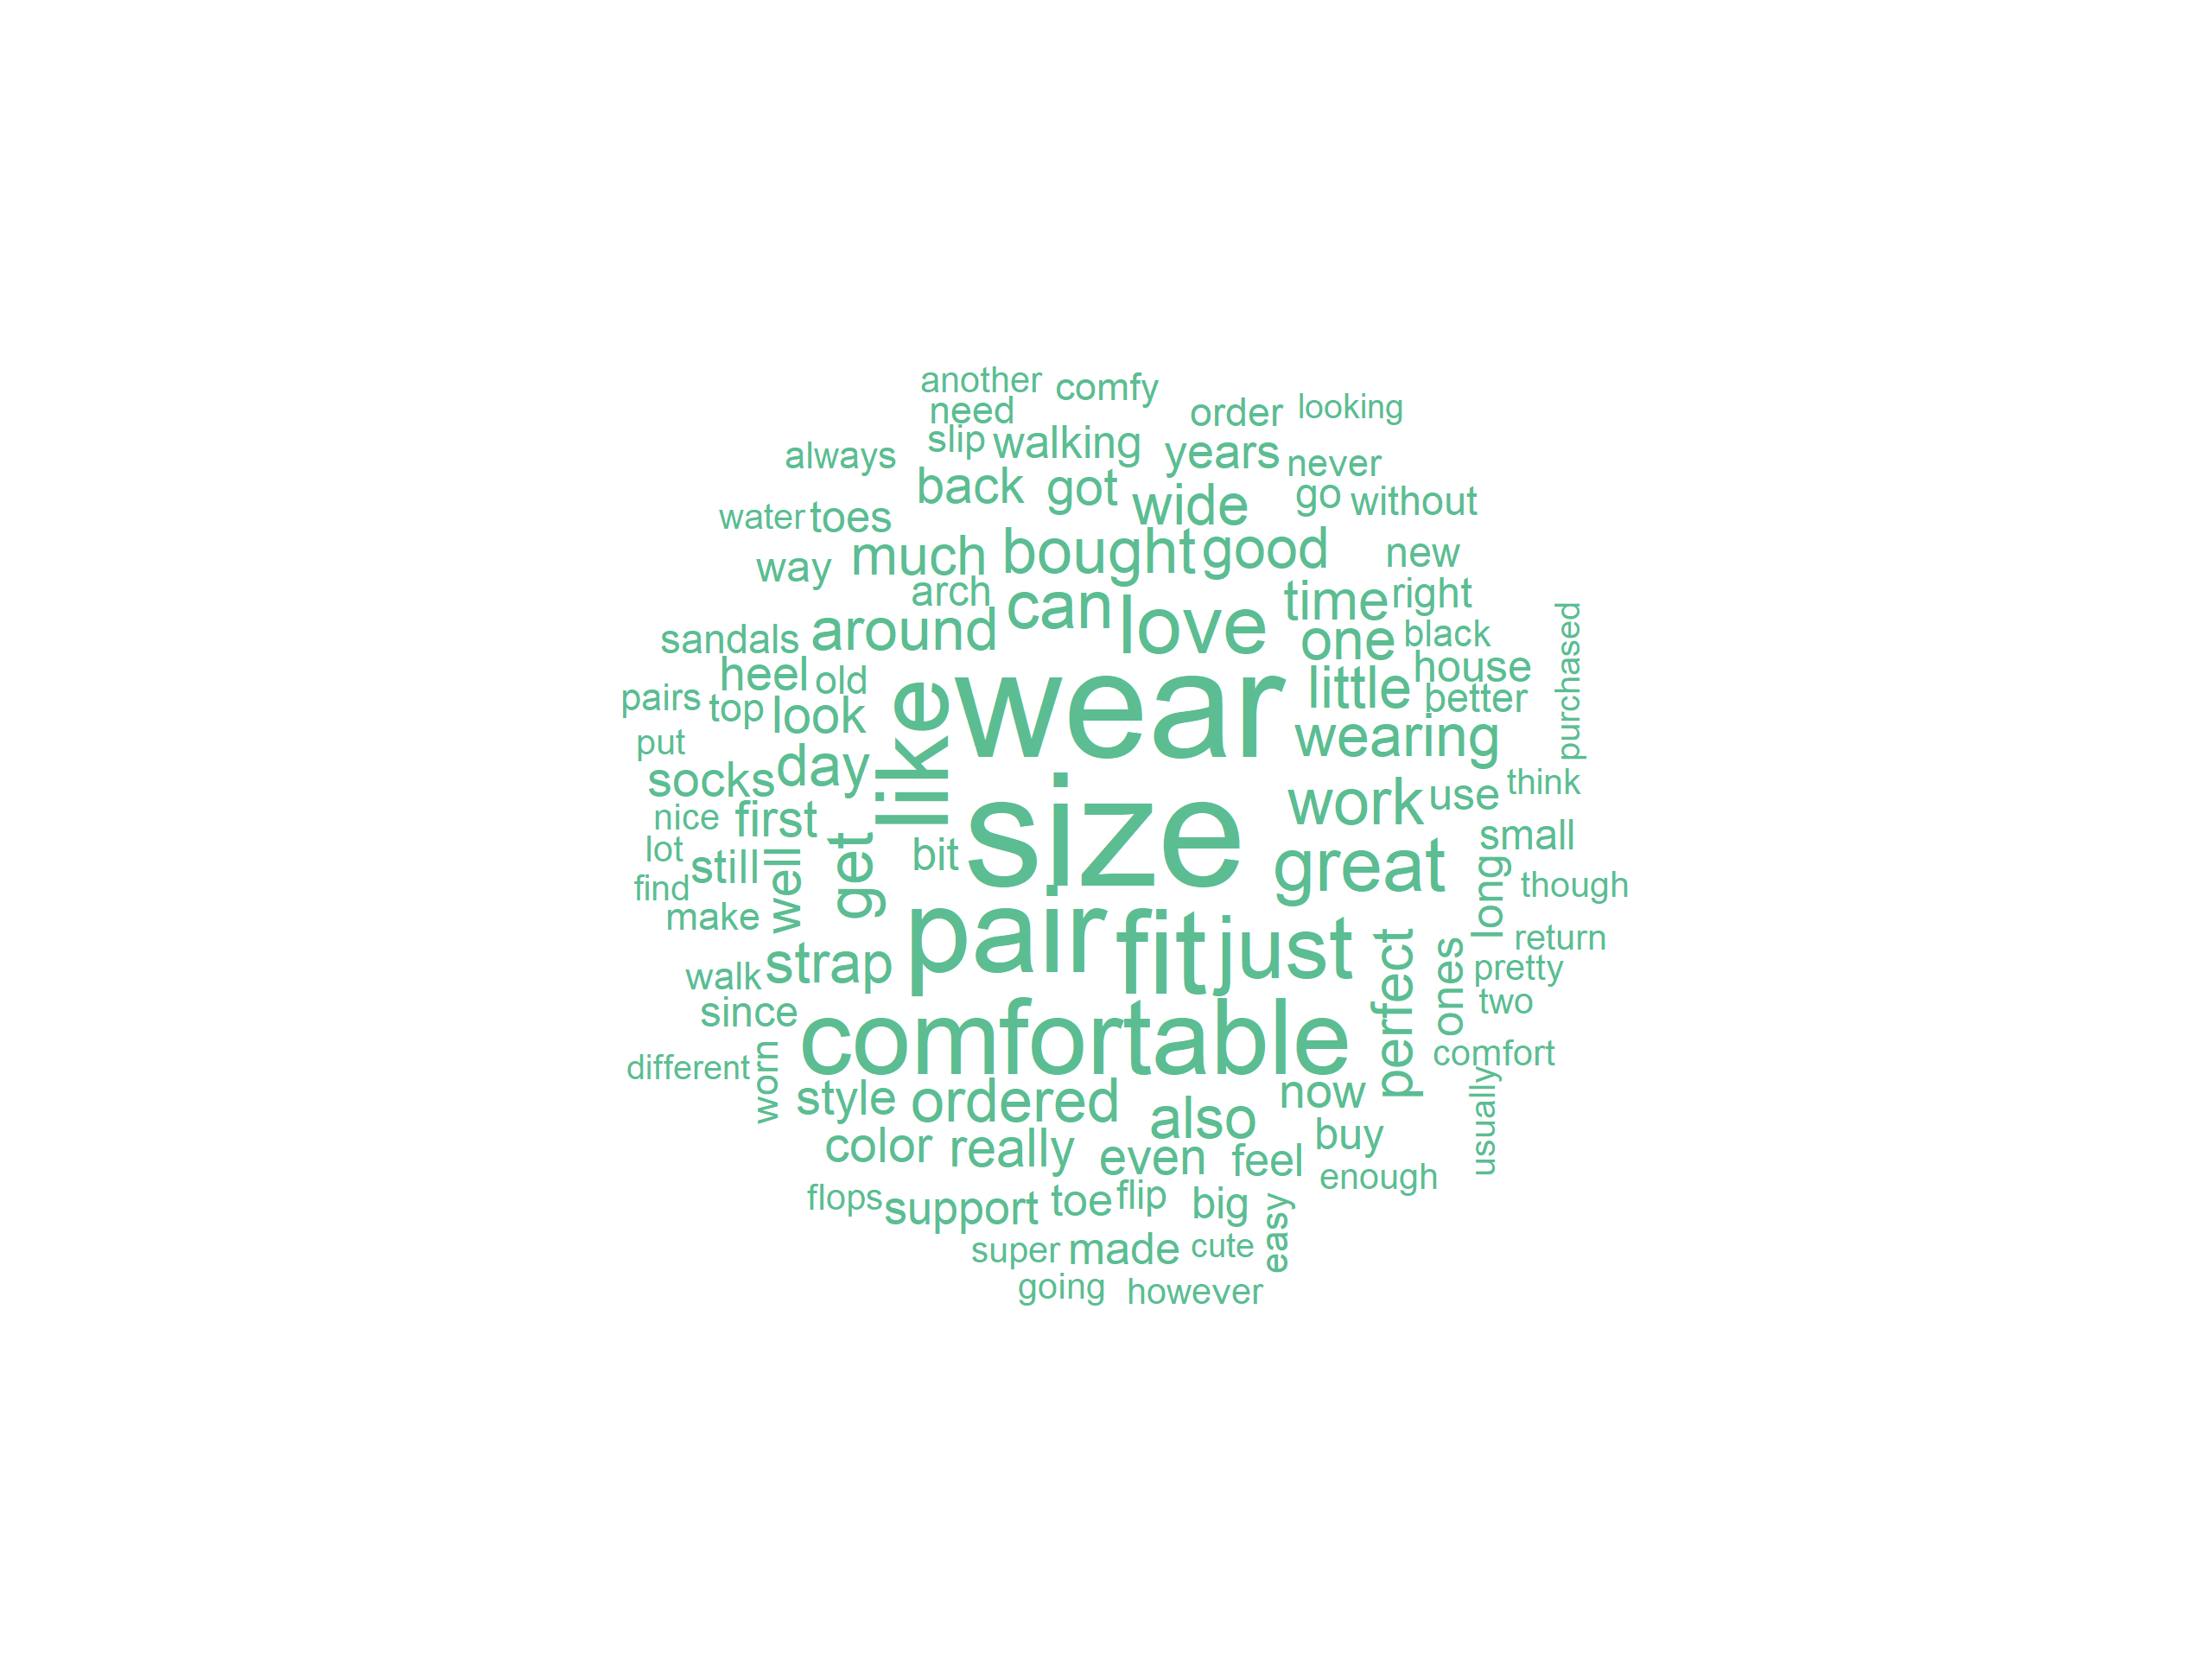 another comfy
need order looking
slip walking years never
always
back got wide go without
water toes
way much bought good new
arch can love time right
sandals around one black purchased
heel old like wear little house
pairs top look better
put wearing
socks day work use think
nice first get bit size great small
lot still well long though
find
make pair fit just perfect ones return
walk strap pretty
since comfortable two
different worn comfort
style ordered also now usually
color really even feel buy
enough
flops support toe flip big easy
super made cute
going however